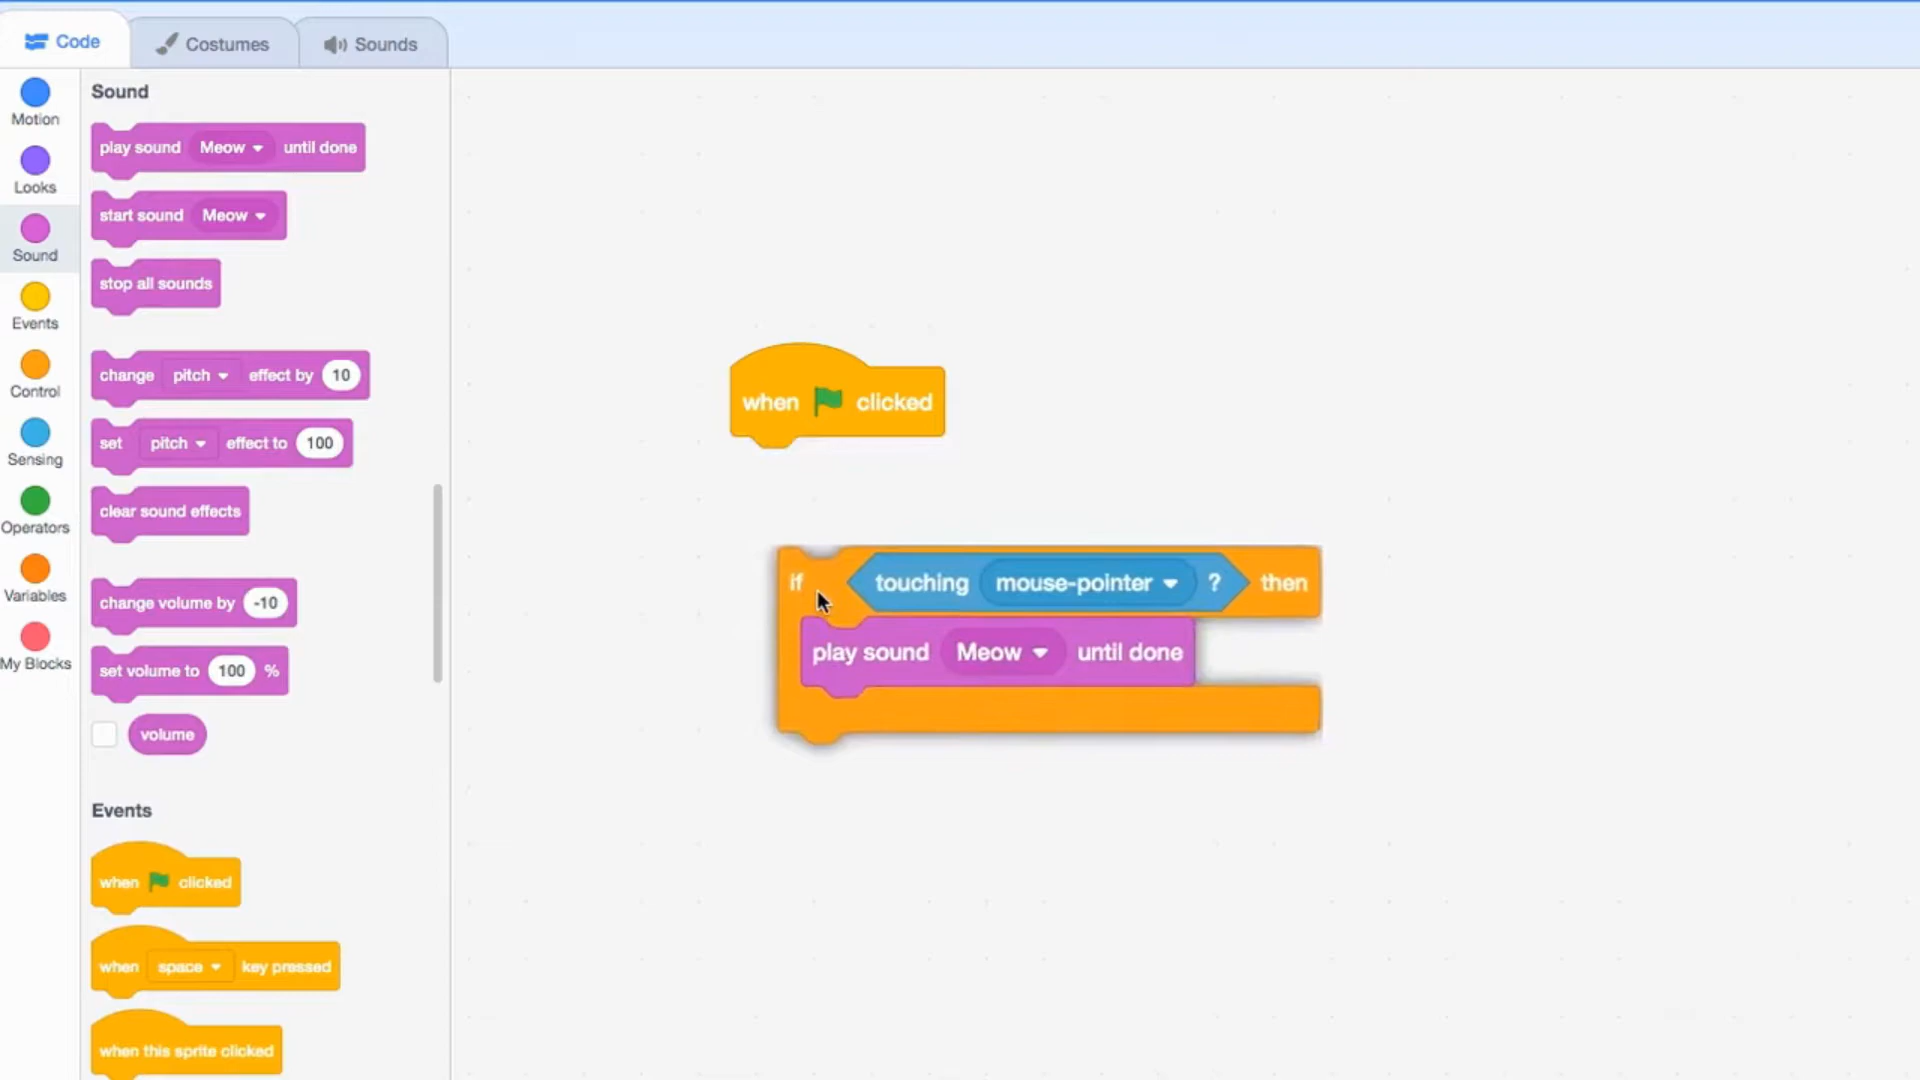 Code
Costumes
Sounds
Motion
Looks
Sound
Events
Control
Sensing
Operators
Variables
My Blocks
Sound
play sound Meow until done
start sound Meow
stop all sounds
change pitch effect by 10
set pitch effect to 100
clear sound effects
change volume by -10
set volume to 100 %
volume
Events
when clicked
when space key pressed
when this sprite clicked
when clicked
if touching mouse-pointer ? then
play sound Meow until done